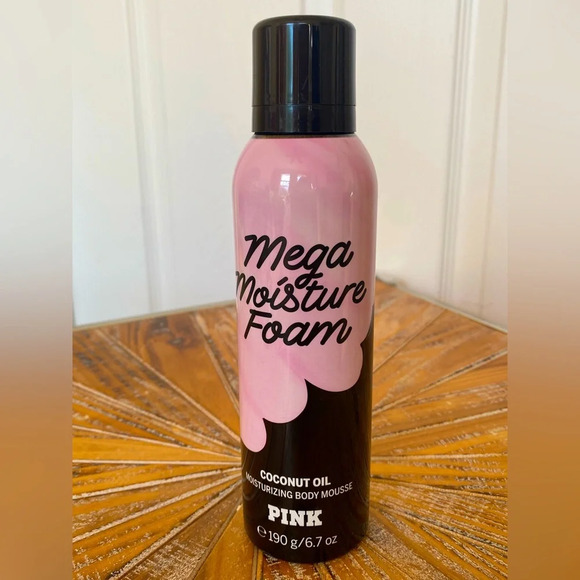 Mega
Moisture
Foam
COCONUT OIL
MOISTURIZING BODY MOUSSE
PINK
℮ 190 g/6.7 oz